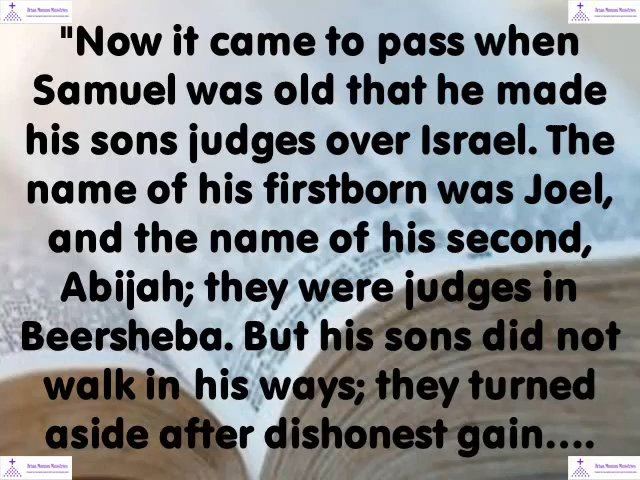 "Now it came to pass when
Samuel was old that he made
his sons judges over Israel. The
name of his firstborn was Joel,
and the name of his second,
Abijah; they were judges in
Beersheba. But his sons did not
walk in his ways; they turned
aside after dishonest gain....